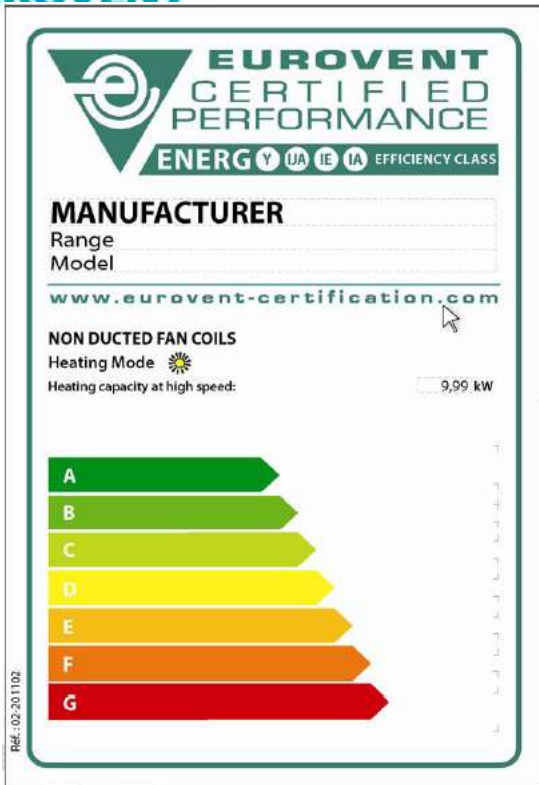 EUROVENT
CERTIFIED
PERFORMANCE
ENERG Y IJA IE IA EFFICIENCY CLASS
MANUFACTURER
Range
Model
www.eurovent-certification.com
NON DUCTED FAN COILS
Heating Mode
Heating capacity at high speed: 9,99 kW
A
B
C
D
E
F
G
Réf.: 02-201102